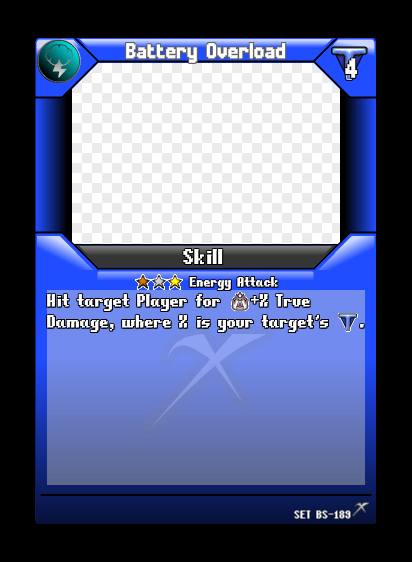 Battery Overload
4
Skill
Energy Attack
Hit target Player for +X True
Damage, where X is your target's .
SET BS-189